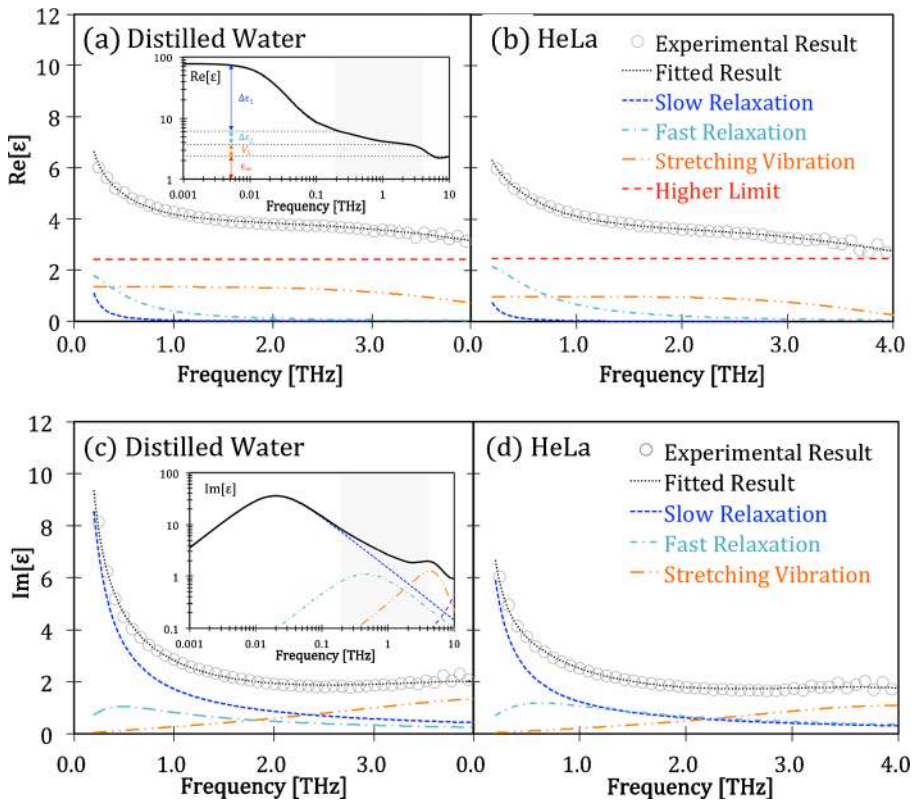 (a) Distilled Water
12
10
8
6
4
2
0
Re[ε]
100
10
1
Re[ε]
Δε₁
Δε₂
V₁
ε∞
0.001
0.01
0.1
1
10
Frequency [THz]
0.0
1.0
2.0
3.0
0.0
Frequency [THz]
(b) HeLa
Experimental Result
Fitted Result
Slow Relaxation
Fast Relaxation
Stretching Vibration
Higher Limit
1.0
2.0
3.0
4.0
Frequency [THz]
(c) Distilled Water
12
10
8
6
4
2
0
Im[ε]
100
10
1
0.1
Im[ε]
0.001
0.01
0.1
1
10
Frequency [THz]
0.0
1.0
2.0
3.0
0.0
Frequency [THz]
(d) HeLa
Experimental Result
Fitted Result
Slow Relaxation
Fast Relaxation
Stretching Vibration
1.0
2.0
3.0
4.0
Frequency [THz]